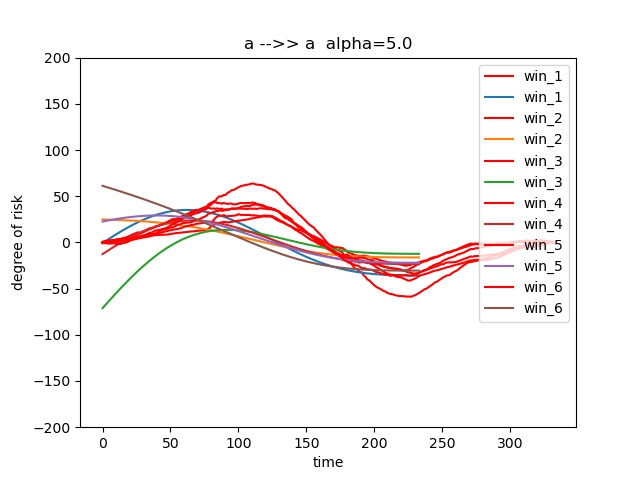 a -->> a  alpha=5.0
200
150
100
50
0
−50
−100
−150
−200
degree of risk
0
50
100
150
200
250
300
time
win_1
win_1
win_2
win_2
win_3
win_3
win_4
win_4
win_5
win_5
win_6
win_6